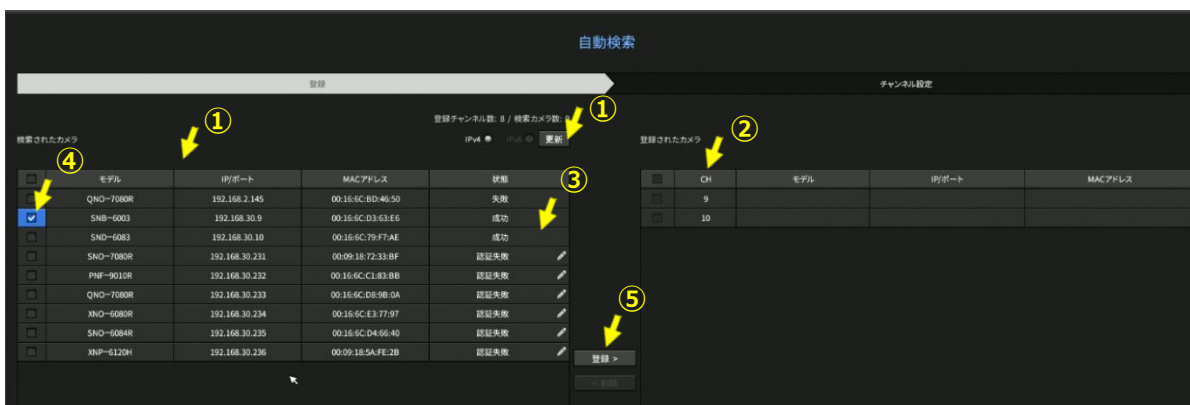 自動検索
登録
チャンネル設定
登録チャンネル数: 8 / 検索カメラ数: 9
検索されたカメラ
①
IPv4 IPv6 更新
①
登録されたカメラ
②
④
モデル IP/ポート MACアドレス 状態
③
CH モデル IP/ポート MACアドレス
QNO-7080R 192.168.2.145 00:16:6C:BD:46:50 失敗
9
SNB-6003 192.168.30.9 00:16:6C:D3:63:E6 成功
10
SND-6083 192.168.30.10 00:16:6C:79:F7:AE 成功
SNO-7080R 192.168.30.231 00:09:18:72:33:BF 認証失敗
PNF-9010R 192.168.30.232 00:16:6C:C1:83:BB 認証失敗
QNO-7080R 192.168.30.233 00:16:6C:D8:9B:0A 認証失敗
XNO-6080R 192.168.30.234 00:16:6C:E3:77:97 認証失敗
⑤
SNO-6084R 192.168.30.235 00:16:6C:D4:66:40 認証失敗
XNP-6120H 192.168.30.236 00:09:18:5A:FE:2B 認証失敗
登録 >
< 削除